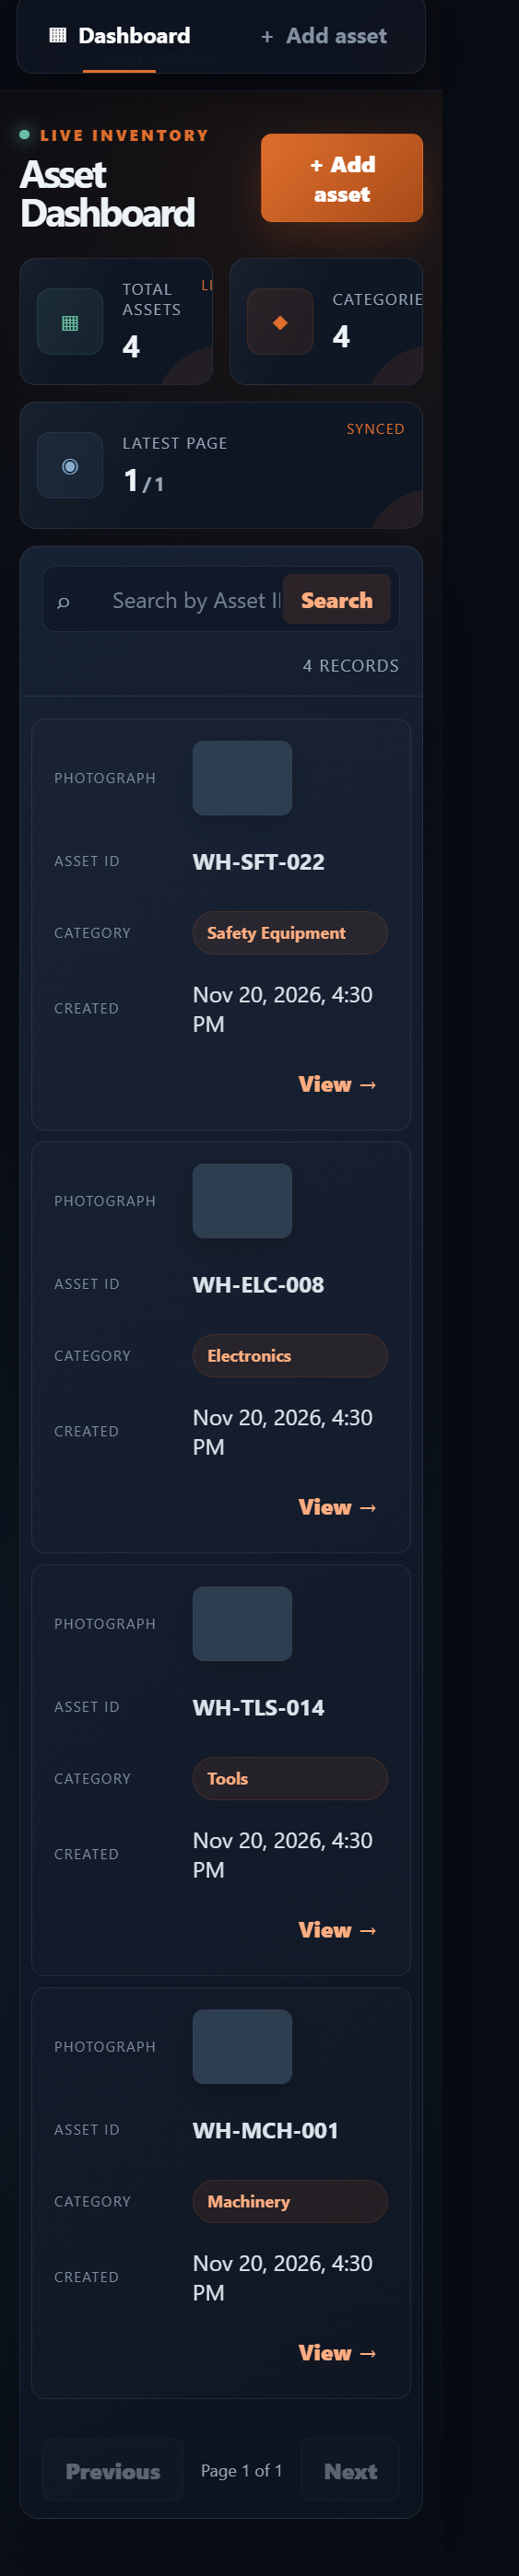 Dashboard
+ Add asset
LIVE INVENTORY
Asset
Dashboard
+ Add
asset
TOTAL
ASSETS
LI
4
CATEGORIE
4
LATEST PAGE
1/1
SYNCED
Search by Asset I
Search
4 RECORDS
PHOTOGRAPH
ASSET ID
WH-SFT-022
CATEGORY
Safety Equipment
CREATED
Nov 20, 2026, 4:30
PM
View →
PHOTOGRAPH
ASSET ID
WH-ELC-008
CATEGORY
Electronics
CREATED
Nov 20, 2026, 4:30
PM
View →
PHOTOGRAPH
ASSET ID
WH-TLS-014
CATEGORY
Tools
CREATED
Nov 20, 2026, 4:30
PM
View →
PHOTOGRAPH
ASSET ID
WH-MCH-001
CATEGORY
Machinery
CREATED
Nov 20, 2026, 4:30
PM
View →
Previous
Page 1 of 1
Next